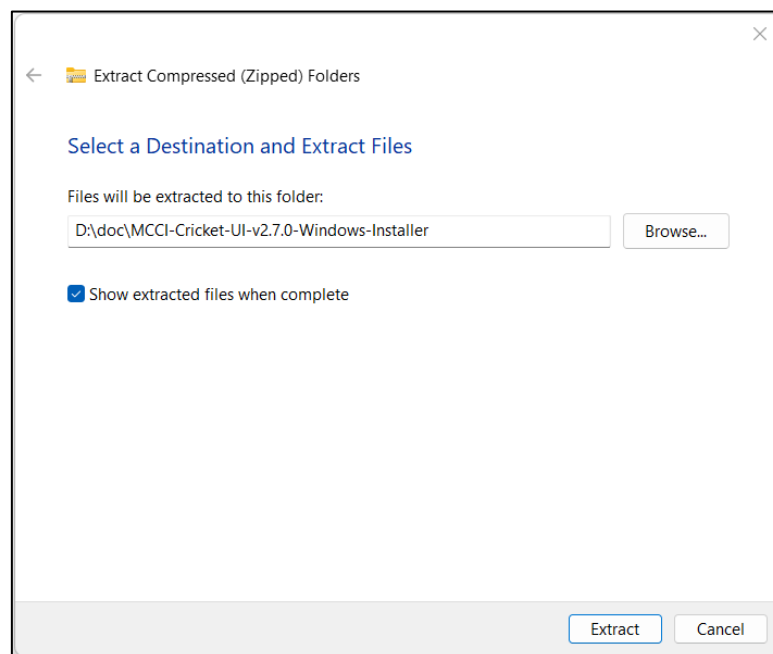 Extract Compressed (Zipped) Folders
Select a Destination and Extract Files
Files will be extracted to this folder:
D:\doc\MCCI-Cricket-UI-v2.7.0-Windows-Installer
Browse...
Show extracted files when complete
Extract
Cancel